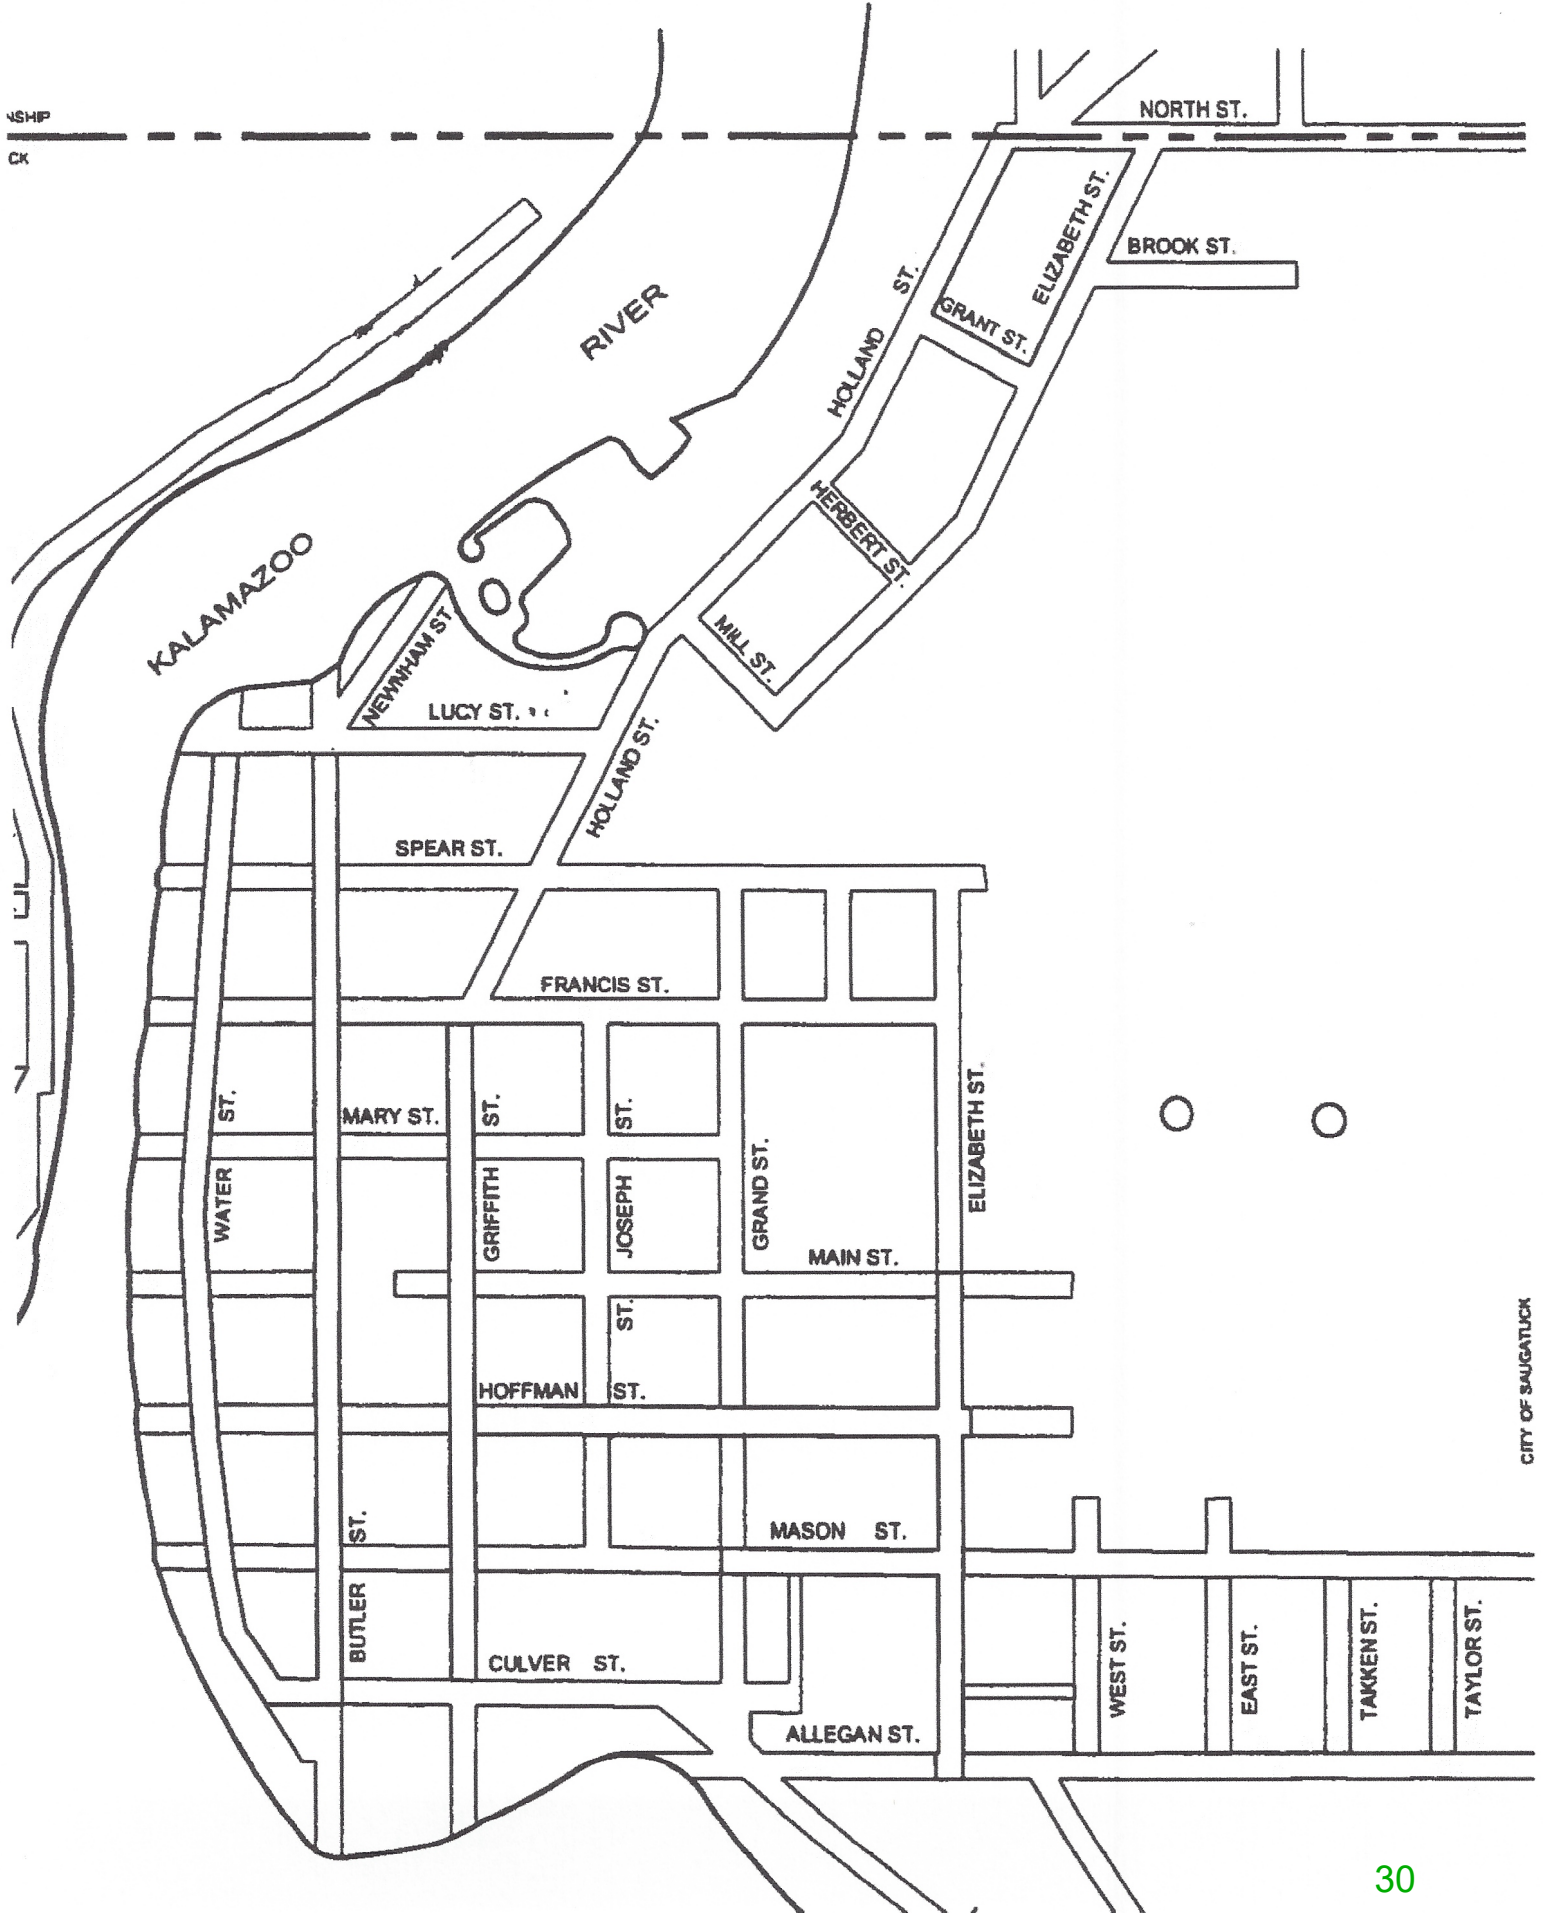 NSHIP
NORTH ST.
CK
ELIZABETH ST.
BROOK ST.
HOLLAND ST.
GRANT ST.
RIVER
KALAMAZOO
HERBERT ST.
MILL ST.
NEWNHAM ST
LUCY ST.
HOLLAND ST.
SPEAR ST.
FRANCIS ST.
WATER ST.
MARY ST.
GRIFFITH ST.
JOSEPH ST.
GRAND ST.
ELIZABETH ST.
MAIN ST.
ST.
HOFFMAN ST.
CITY OF SAUGATUCK
MASON ST.
BUTLER ST.
CULVER ST.
WEST ST.
EAST ST.
TAKKEN ST.
TAYLOR ST.
ALLEGAN ST.
30